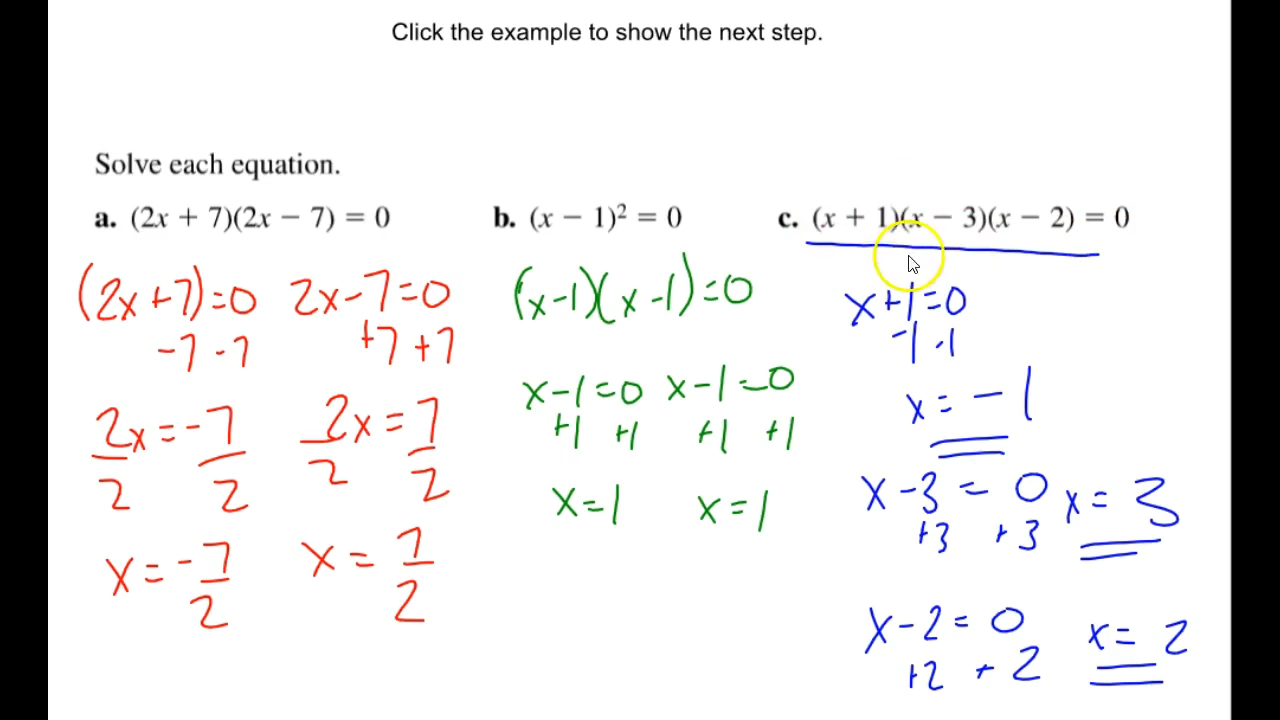 Click the example to show the next step.
Solve each equation.
a. (2x + 7)(2x − 7) = 0
b. (x − 1)² = 0
c. (x + 1)(x − 3)(x − 2) = 0
(2x+7)=0 2x-7=0
-7 -7 +7 +7
2x = -7 2x = 7
2 2 2 2
x = -7/2 x = 7/2
(x-1)(x-1)=0
x-1=0 x-1=0
+1 +1 +1 +1
x=1 x=1
x+1=0
-1 -1
x = -1
x-3 = 0 x = 3
+3 +3
x-2 = 0 x = 2
+2 +2